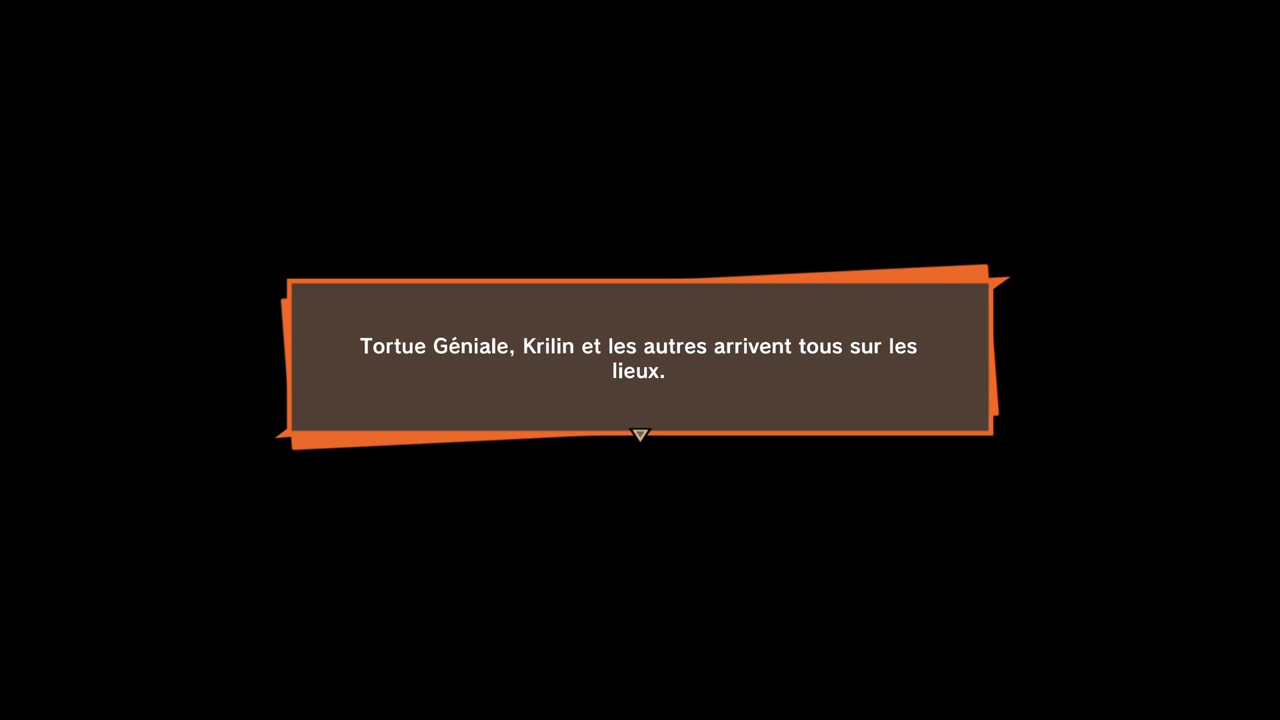 Tortue Géniale, Krilin et les autres arrivent tous sur les
lieux.